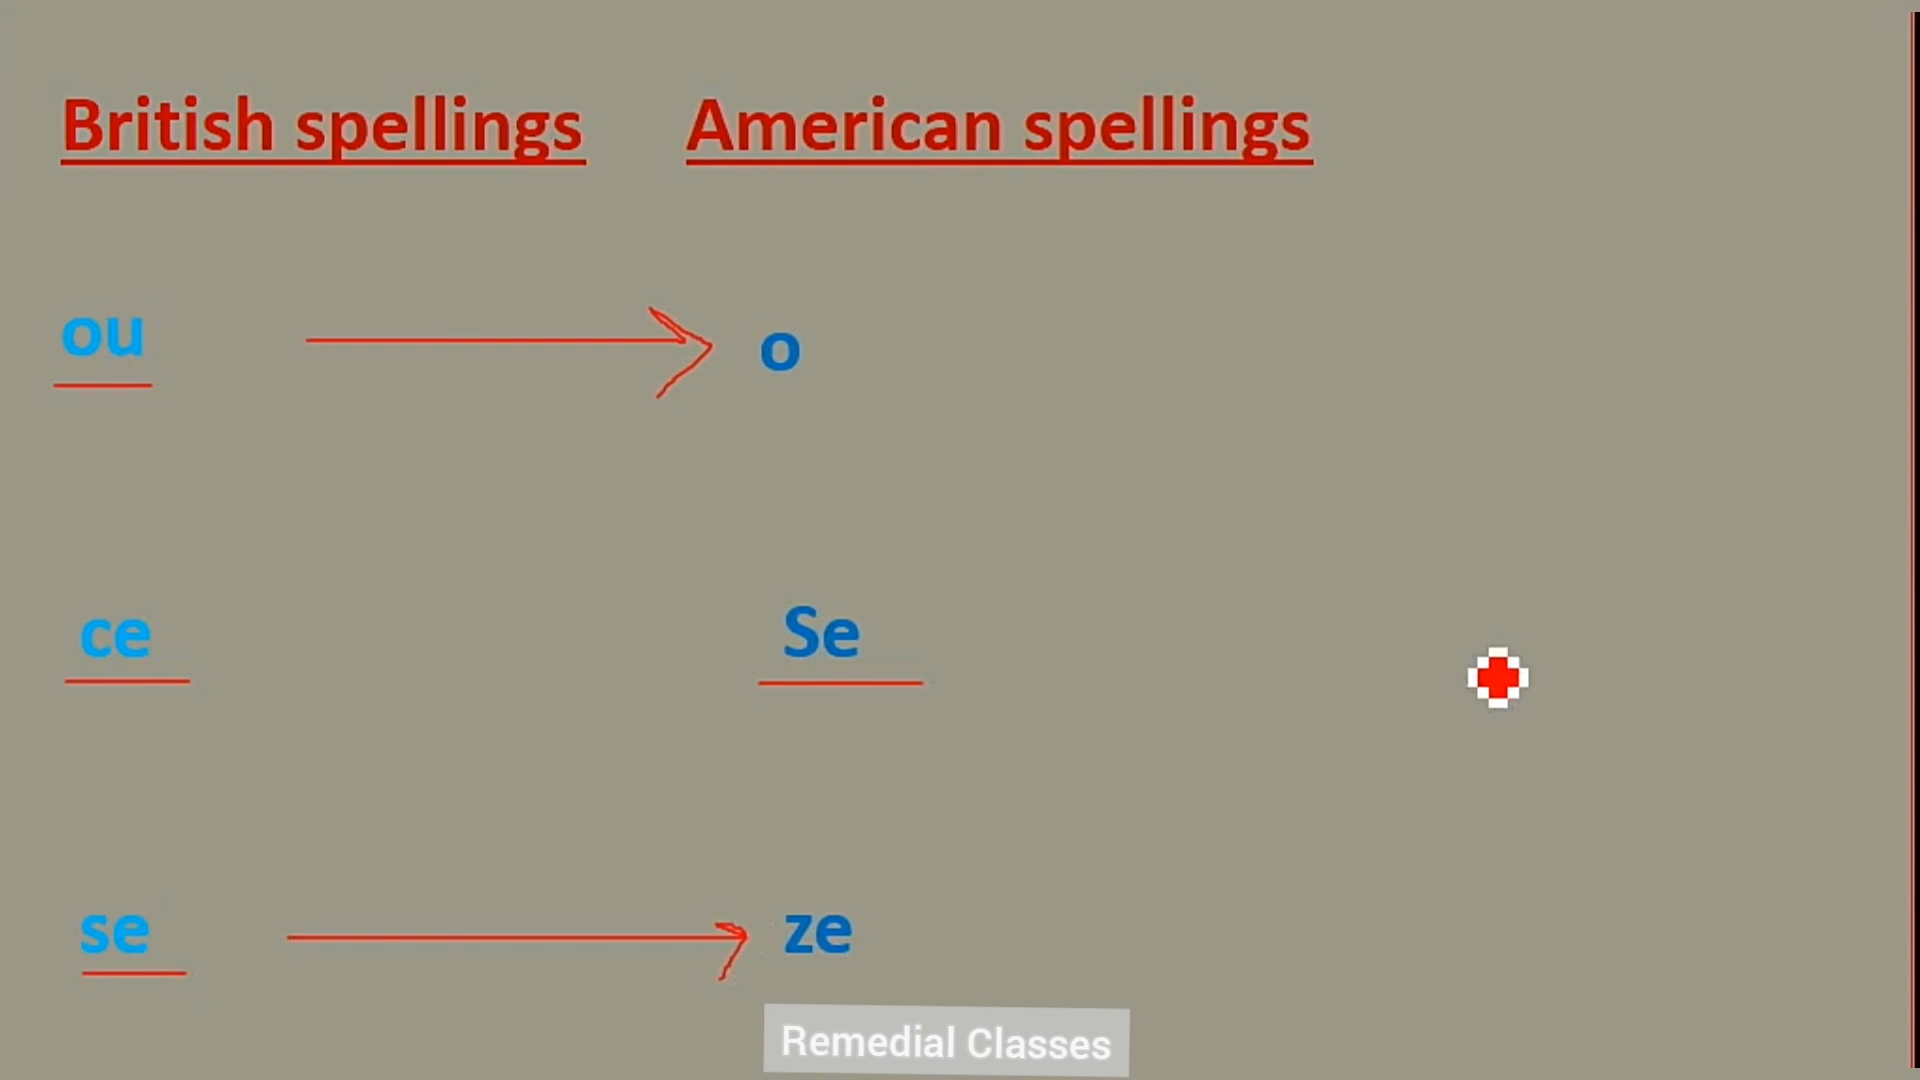 British spellings American spellings
ou o
ce Se
se ze
Remedial Classes